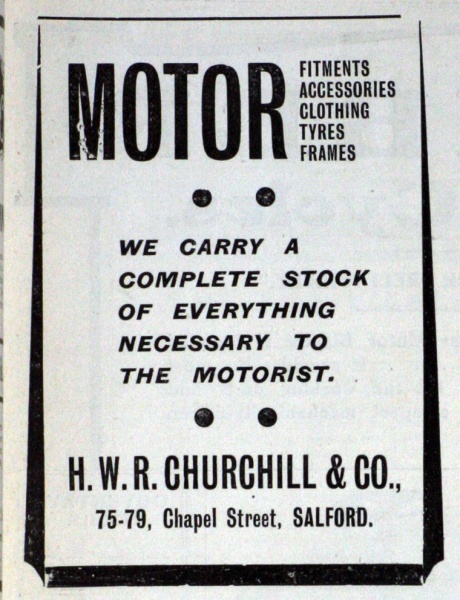 MOTOR
FITMENTS
ACCESSORIES
CLOTHING
TYRES
FRAMES
WE CARRY A
COMPLETE STOCK
OF EVERYTHING
NECESSARY TO
THE MOTORIST.
H. W. R. CHURCHILL & CO.,
75-79, Chapel Street, SALFORD.